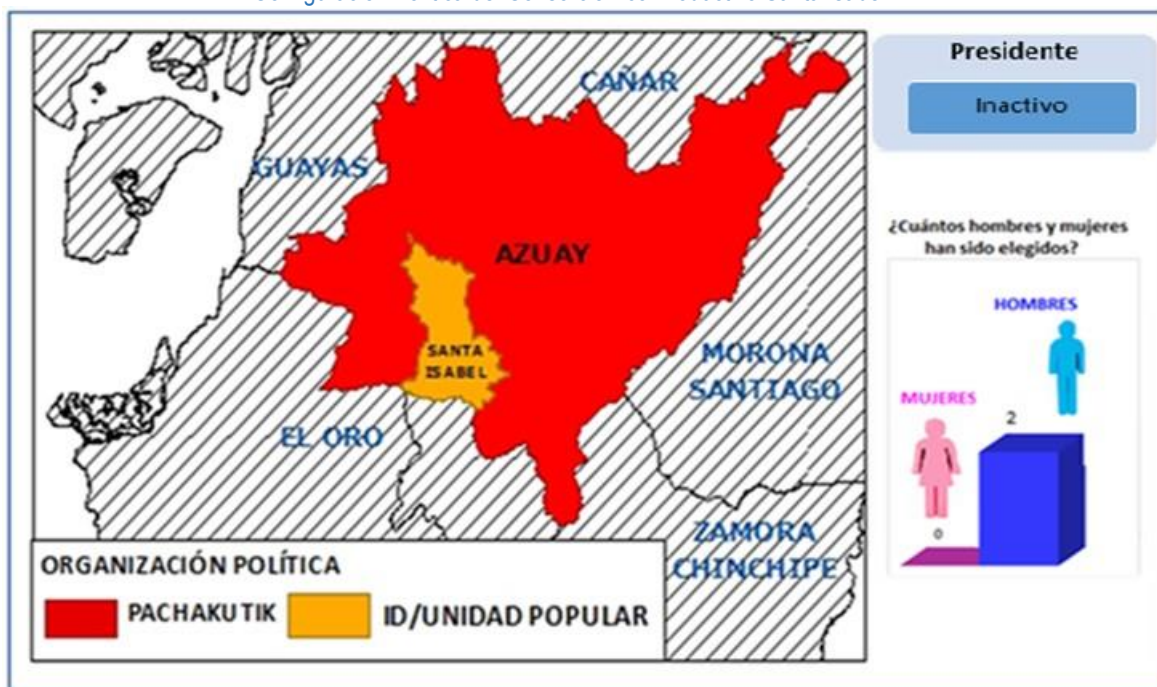 CAÑAR
GUAYAS
AZUAY
SANTA
ISABEL
MORONA
SANTIAGO
EL ORO
ZAMORA
CHINCHIPE
ORGANIZACIÓN POLÍTICA
PACHAKUTIK
ID/UNIDAD POPULAR
Presidente
Inactivo
¿Cuántos hombres y mujeres
han sido elegidos?
HOMBRES
MUJERES
2
0